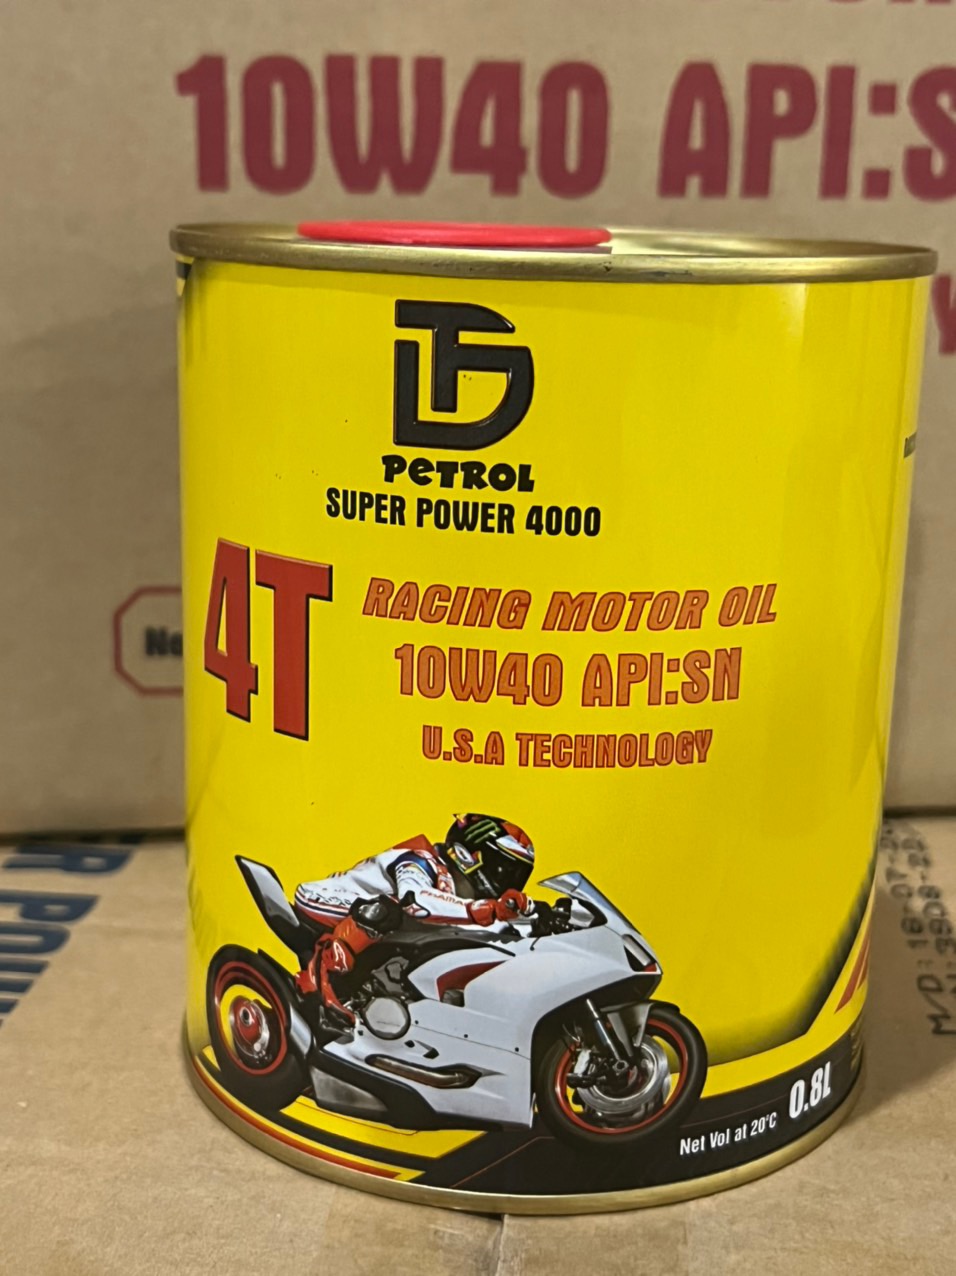 10W40 API:S
PETROL
SUPER POWER 4000
4T
RACING MOTOR OIL
10W40 API:SN
U.S.A TECHNOLOGY
Net Vol at 20°C 0.8L